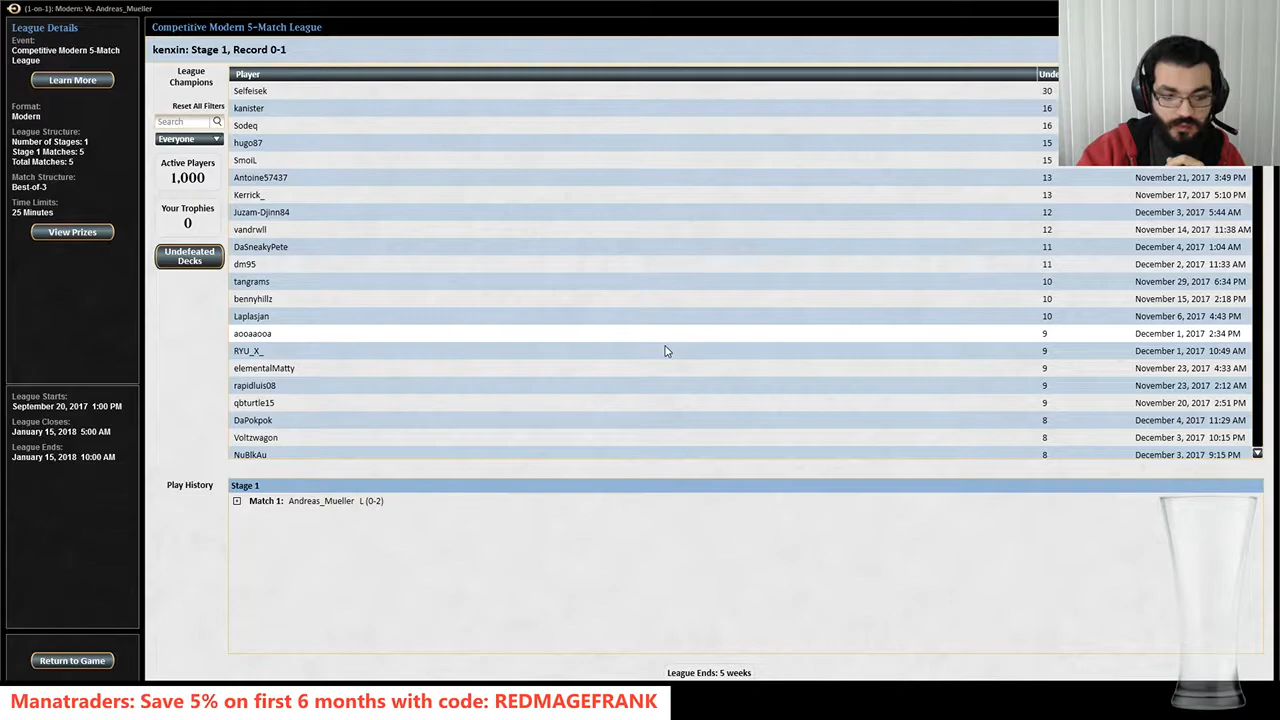 (1-on-1): Modern: Vs. Andreas_Mueller
League Details
Event:
Competitive Modern 5-Match
League
Learn More
Format:
Modern
League Structure:
Number of Stages: 1
Stage 1 Matches: 5
Total Matches: 5
Match Structure:
Best-of-3
Time Limits:
25 Minutes
View Prizes
League Starts:
September 20, 2017 1:00 PM
League Closes:
January 15, 2018 5:00 AM
League Ends:
January 15, 2018 10:00 AM
Return to Game
Competitive Modern 5-Match League
kenxin: Stage 1, Record 0-1
League
Champions
Reset All Filters
Search
Everyone
Active Players
1,000
Your Trophies
0
Undefeated
Decks
Player Unde
Selfeisek 30
kanister 16
Sodeq 16
hugo87 15
SmoiL 15
Antoine57437 13 November 21, 2017 3:49 PM
Kerrick_ 13 November 17, 2017 5:10 PM
Juzam-Djinn84 12 December 3, 2017 5:44 AM
vandrwll 12 November 14, 2017 11:38 AM
DaSneakyPete 11 December 4, 2017 1:04 AM
dm95 11 December 2, 2017 11:33 AM
tangrams 10 November 29, 2017 6:34 PM
bennyhillz 10 November 15, 2017 2:18 PM
Laplasjan 10 November 6, 2017 4:43 PM
aooaaooa 9 December 1, 2017 2:34 PM
RYU_X_ 9 December 1, 2017 10:49 AM
elementalMatty 9 November 23, 2017 4:33 AM
rapidluis08 9 November 23, 2017 2:12 AM
qbturtle15 9 November 20, 2017 2:51 PM
DaPokpok 8 December 4, 2017 11:29 AM
Voltzwagon 8 December 3, 2017 10:15 PM
NuBlkAu 8 December 3, 2017 9:15 PM
Play History
Stage 1
Match 1: Andreas_Mueller L (0-2)
League Ends: 5 weeks
Manatraders: Save 5% on first 6 months with code: REDMAGEFRANK